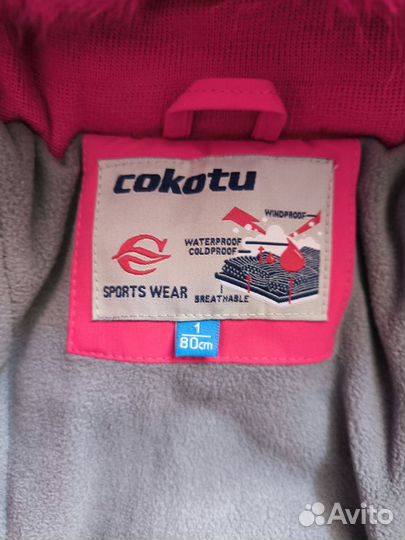 cokotu
WINDPROOF
WATERPROOF
COLDPROOF
SPORTS WEAR
BREATHABLE
1
80cm
Avito